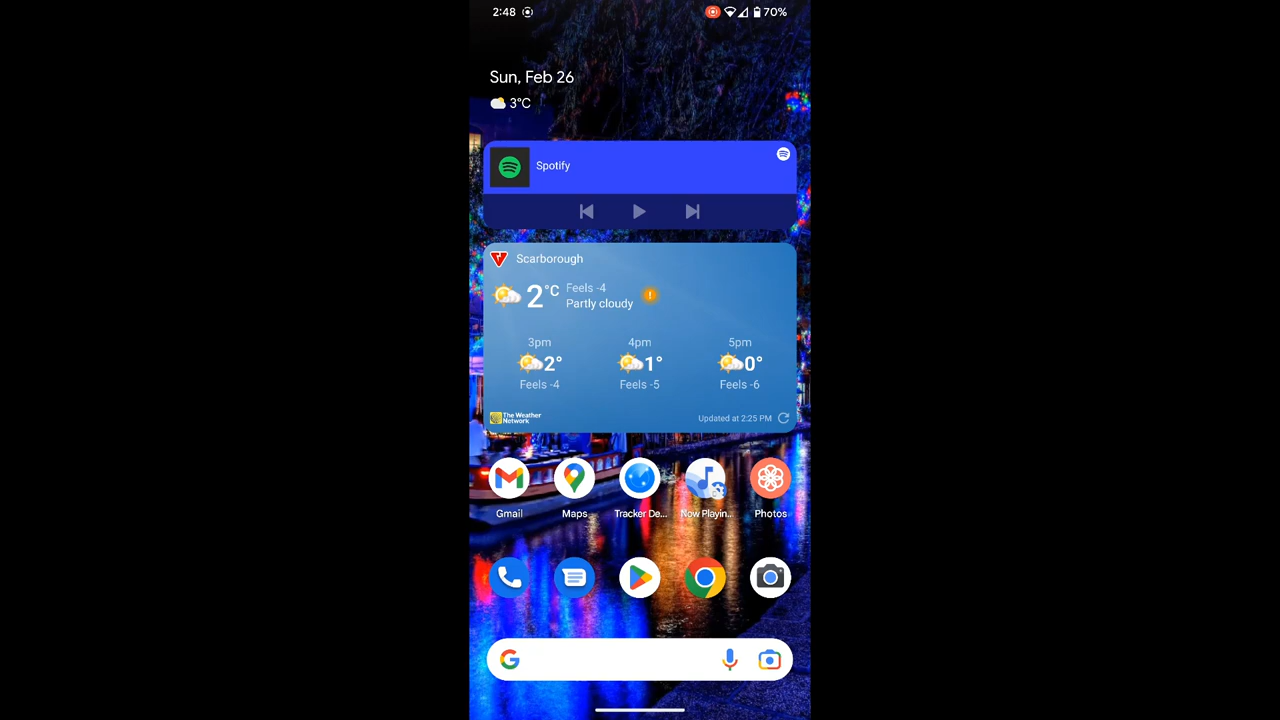 2:48 70%
Sun, Feb 26
3°C
Spotify
Scarborough
2°C Feels -4
Partly cloudy
3pm 4pm 5pm
2° 1° 0°
Feels -4 Feels -5 Feels -6
The Weather
Network
Updated at 2:25 PM
Gmail Maps Tracker De... Now Playin... Photos